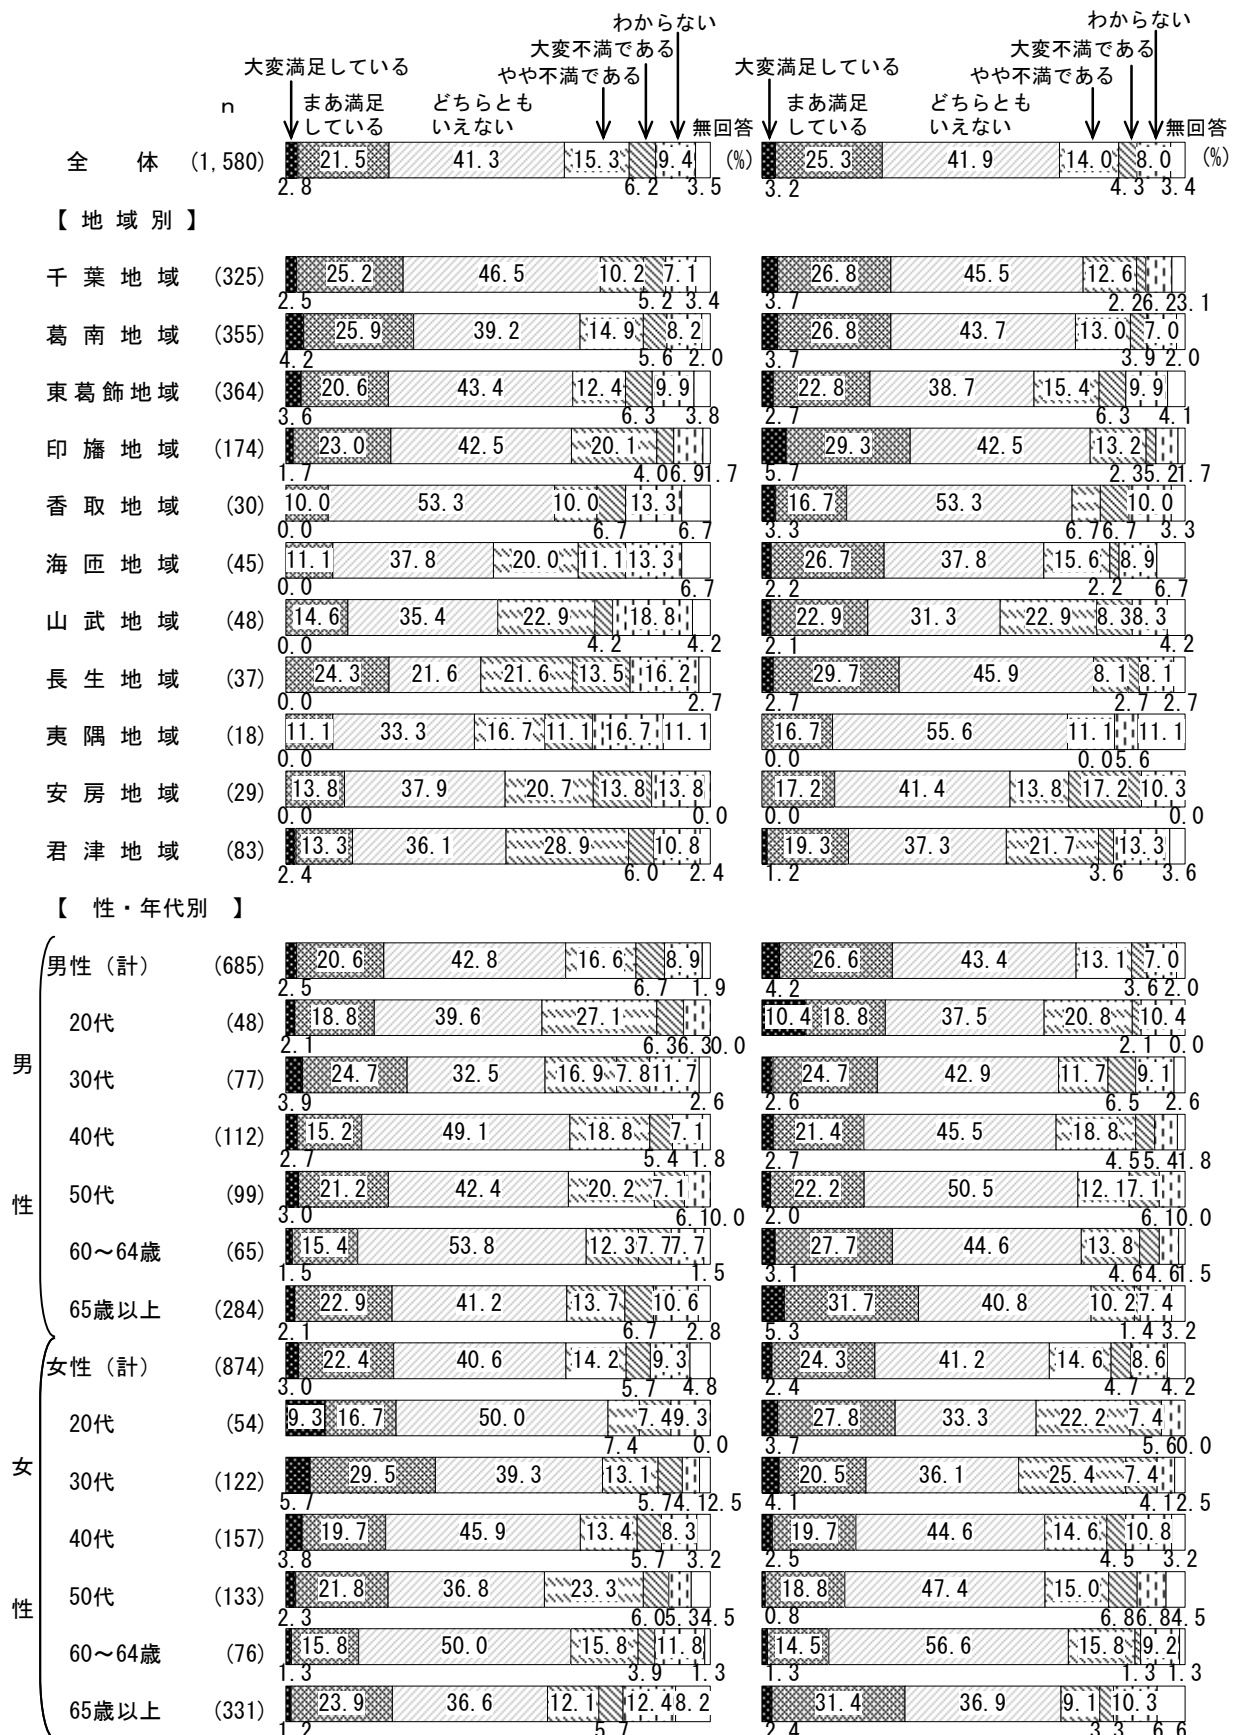 わからない わからない
大変不満である 大変不満である
大変満足している やや不満である 大変満足している やや不満である
n まあ満足 どちらとも まあ満足 どちらとも
している いえない 無回答 している いえない 無回答
全 体 (1,580) 21.5 41.3 15.3 9.4 (%) 25.3 41.9 14.0 8.0 (%)
2.8 6.2 3.5 3.2 4.3 3.4
【 地 域 別 】
千 葉 地 域 (325) 25.2 46.5 10.2 7.1 26.8 45.5 12.6
2.5 5.2 3.4 3.7 2.2 6.2 3.1
葛 南 地 域 (355) 25.9 39.2 14.9 8.2 26.8 43.7 13.0 7.0
4.2 5.6 2.0 3.7 3.9 2.0
東 葛 飾 地 域 (364) 20.6 43.4 12.4 9.9 22.8 38.7 15.4 9.9
3.6 6.3 3.8 2.7 6.3 4.1
印 旛 地 域 (174) 23.0 42.5 20.1 29.3 42.5 13.2
1.7 4.0 6.9 1.7 5.7 2.3 5.2 1.7
香 取 地 域 (30) 10.0 53.3 10.0 13.3 16.7 53.3 10.0
0.0 6.7 6.7 3.3 6.7 6.7 3.3
海 匝 地 域 (45) 11.1 37.8 20.0 11.1 13.3 26.7 37.8 15.6 8.9
0.0 6.7 2.2 2.2 6.7
山 武 地 域 (48) 14.6 35.4 22.9 18.8 22.9 31.3 22.9 8.3 8.3
0.0 4.2 4.2 2.1 4.2
長 生 地 域 (37) 24.3 21.6 21.6 13.5 16.2 29.7 45.9 8.1 8.1
0.0 2.7 2.7 2.7 2.7
夷 隅 地 域 (18) 11.1 33.3 16.7 11.1 16.7 11.1 16.7 55.6 11.1 11.1
0.0 0.0 0.0 5.6
安 房 地 域 (29) 13.8 37.9 20.7 13.8 13.8 17.2 41.4 13.8 17.2 10.3
0.0 0.0 0.0 0.0
君 津 地 域 (83) 13.3 36.1 28.9 10.8 19.3 37.3 21.7 13.3
2.4 6.0 2.4 1.2 3.6 3.6
【 性・年代別 】
男性（計） (685) 20.6 42.8 16.6 8.9 26.6 43.4 13.1 7.0
2.5 6.7 1.9 4.2 3.6 2.0
20代 (48) 18.8 39.6 27.1 10.4 18.8 37.5 20.8 10.4
2.1 6.3 6.3 0.0 2.1 0.0
男
30代 (77) 24.7 32.5 16.9 7.8 11.7 24.7 42.9 11.7 9.1
3.9 2.6 2.6 6.5 2.6
40代 (112) 15.2 49.1 18.8 7.1 21.4 45.5 18.8
2.7 5.4 1.8 2.7 4.5 5.4 1.8
性
50代 (99) 21.2 42.4 20.2 7.1 22.2 50.5 12.1 7.1
3.0 6.1 0.0 2.0 6.1 0.0
60～64歳 (65) 15.4 53.8 12.3 7.7 7.7 27.7 44.6 13.8
1.5 1.5 3.1 4.6 4.6 1.5
65歳以上 (284) 22.9 41.2 13.7 10.6 31.7 40.8 10.2 7.4
2.1 6.7 2.8 5.3 1.4 3.2
女性（計） (874) 22.4 40.6 14.2 9.3 24.3 41.2 14.6 8.6
3.0 5.7 4.8 2.4 4.7 4.2
20代 (54) 9.3 16.7 50.0 7.4 9.3 27.8 33.3 22.2 7.4
7.4 0.0 3.7 5.6 0.0
女
30代 (122) 29.5 39.3 13.1 20.5 36.1 25.4 7.4
5.7 5.7 4.1 2.5 4.1 4.1 2.5
40代 (157) 19.7 45.9 13.4 8.3 19.7 44.6 14.6 10.8
3.8 5.7 3.2 2.5 4.5 3.2
性
50代 (133) 21.8 36.8 23.3 18.8 47.4 15.0
2.3 6.0 5.3 4.5 0.8 6.8 6.8 4.5
60～64歳 (76) 15.8 50.0 15.8 11.8 14.5 56.6 15.8 9.2
1.3 3.9 1.3 1.3 1.3 1.3
65歳以上 (331) 23.9 36.6 12.1 12.4 8.2 31.4 36.9 9.1 10.3
1.2 5.7 2.4 3.3 6.6